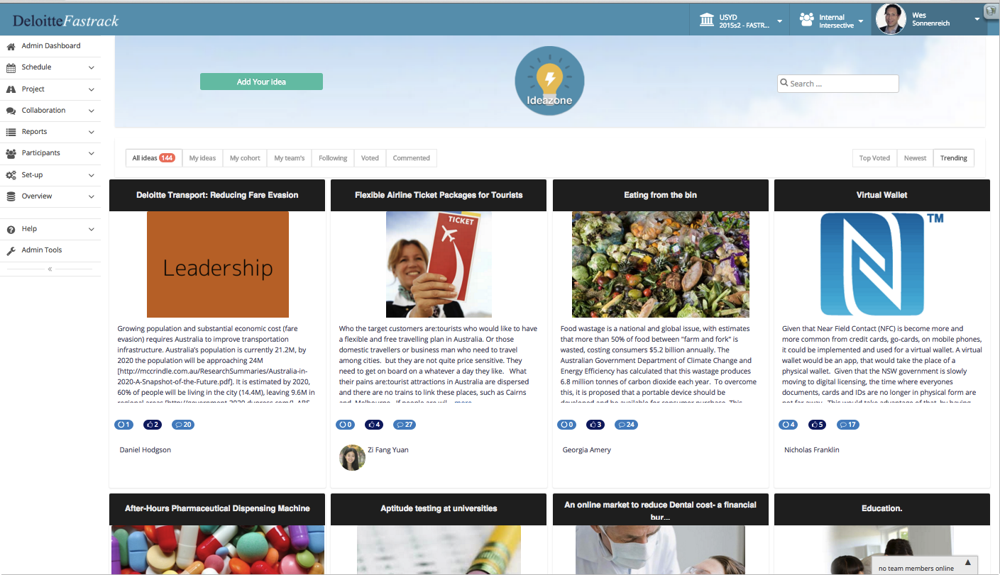 DeloitteFastrack
USYD
2015s2 - FASTR...
Internal
Intersective
Wes
Sonnenreich
Admin Dashboard
Schedule
Project
Collaboration
Reports
Participants
Set-up
Overview
Help
Admin Tools
Add Your Idea
Ideazone
Search ...
All ideas 144
My ideas
My cohort
My team's
Following
Voted
Commented
Top Voted
Newest
Trending
Deloitte Transport: Reducing Fare Evasion
Leadership
Growing population and substantial economic cost (fare
evasion) requires Australia to improve transportation
infrastructure. Australia's population is currently 21.2M, by
2020 the population will be approaching 24M
[http://mccrindle.com.au/ResearchSummaries/Australia-in-
2020-A-Snapshot-of-the-Future.pdf]. It is estimated by 2020,
60% of people will be living in the city (14.4M), leaving 9.6M in
regional areas [http://government-2020.dupress.com/
1
2
20
Daniel Hodgson
Flexible Airline Ticket Packages for Tourists
TICKET
Who the target customers are:tourists who would like to have
a flexible and free travelling plan in Australia. Or those
domestic travellers or business man who need to travel
among cities. but they are not quite price sensitive. They
need to get on board on a whatever a day they like. What
their pains are:tourist attractions in Australia are dispersed
and there are no trains to link these places, such as Cairns
and Melbourne. If people are wil... more
0
4
27
Zi Fang Yuan
Eating from the bin
Food wastage is a national and global issue, with estimates
that more than 50% of food between "farm and fork" is
wasted, costing consumers $5.2 billion annually. The
Australian Government Department of Climate Change and
Energy Efficiency has calculated that this wastage produces
6.8 million tonnes of carbon dioxide each year. To overcome
this, it is proposed that a portable device should be
developed and be available for consumer purchase. This
0
3
24
Georgia Amery
Virtual Wallet
TM
Given that Near Field Contact (NFC) is become more and
more common from credit cards, go-cards, on mobile phones,
it could be implemented and used for a virtual wallet. A virtual
wallet would be an app, that would take the place of a
physical wallet. Given that the NSW government is slowly
moving to digital licensing, the time where everyones
documents, cards and IDs are no longer in physical form are
not far away. This would take advantage of that, by having
4
5
17
Nicholas Franklin
After-Hours Pharmaceutical Dispensing Machine
Aptitude testing at universities
An online market to reduce Dental cost- a financial
bur...
Education.
no team members online